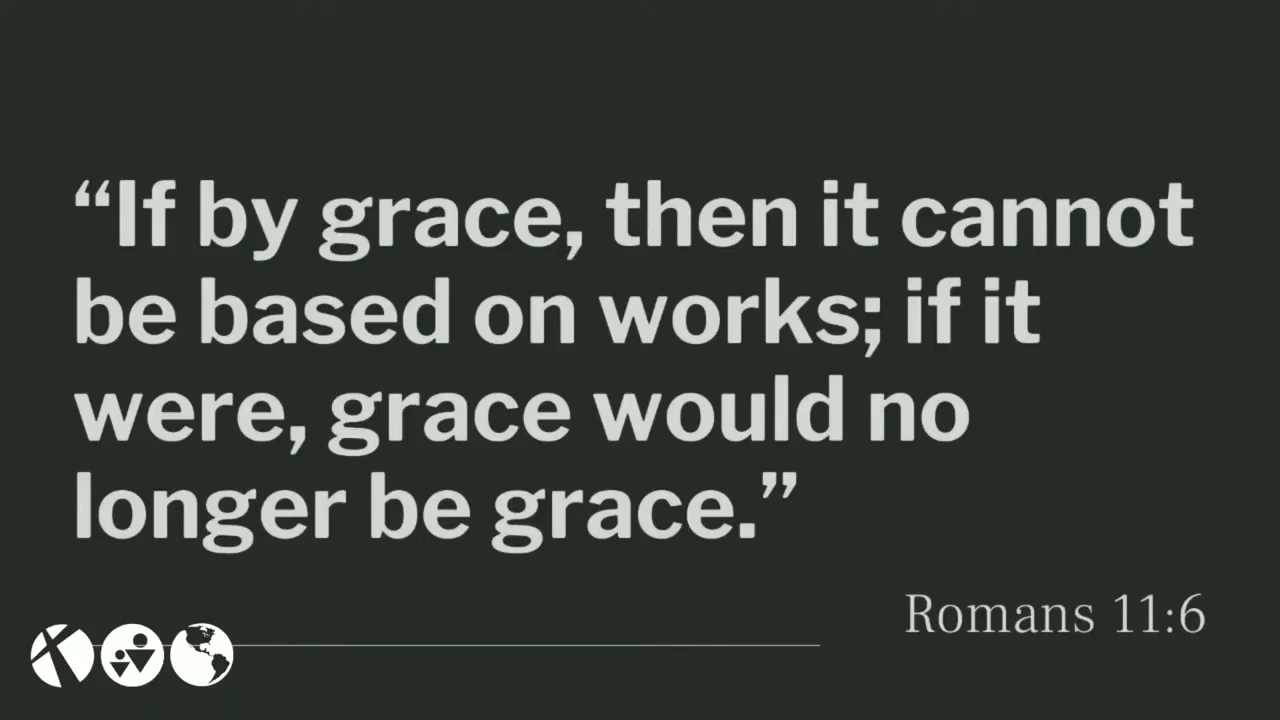 “If by grace, then it cannot
be based on works; if it
were, grace would no
longer be grace.”
Romans 11:6